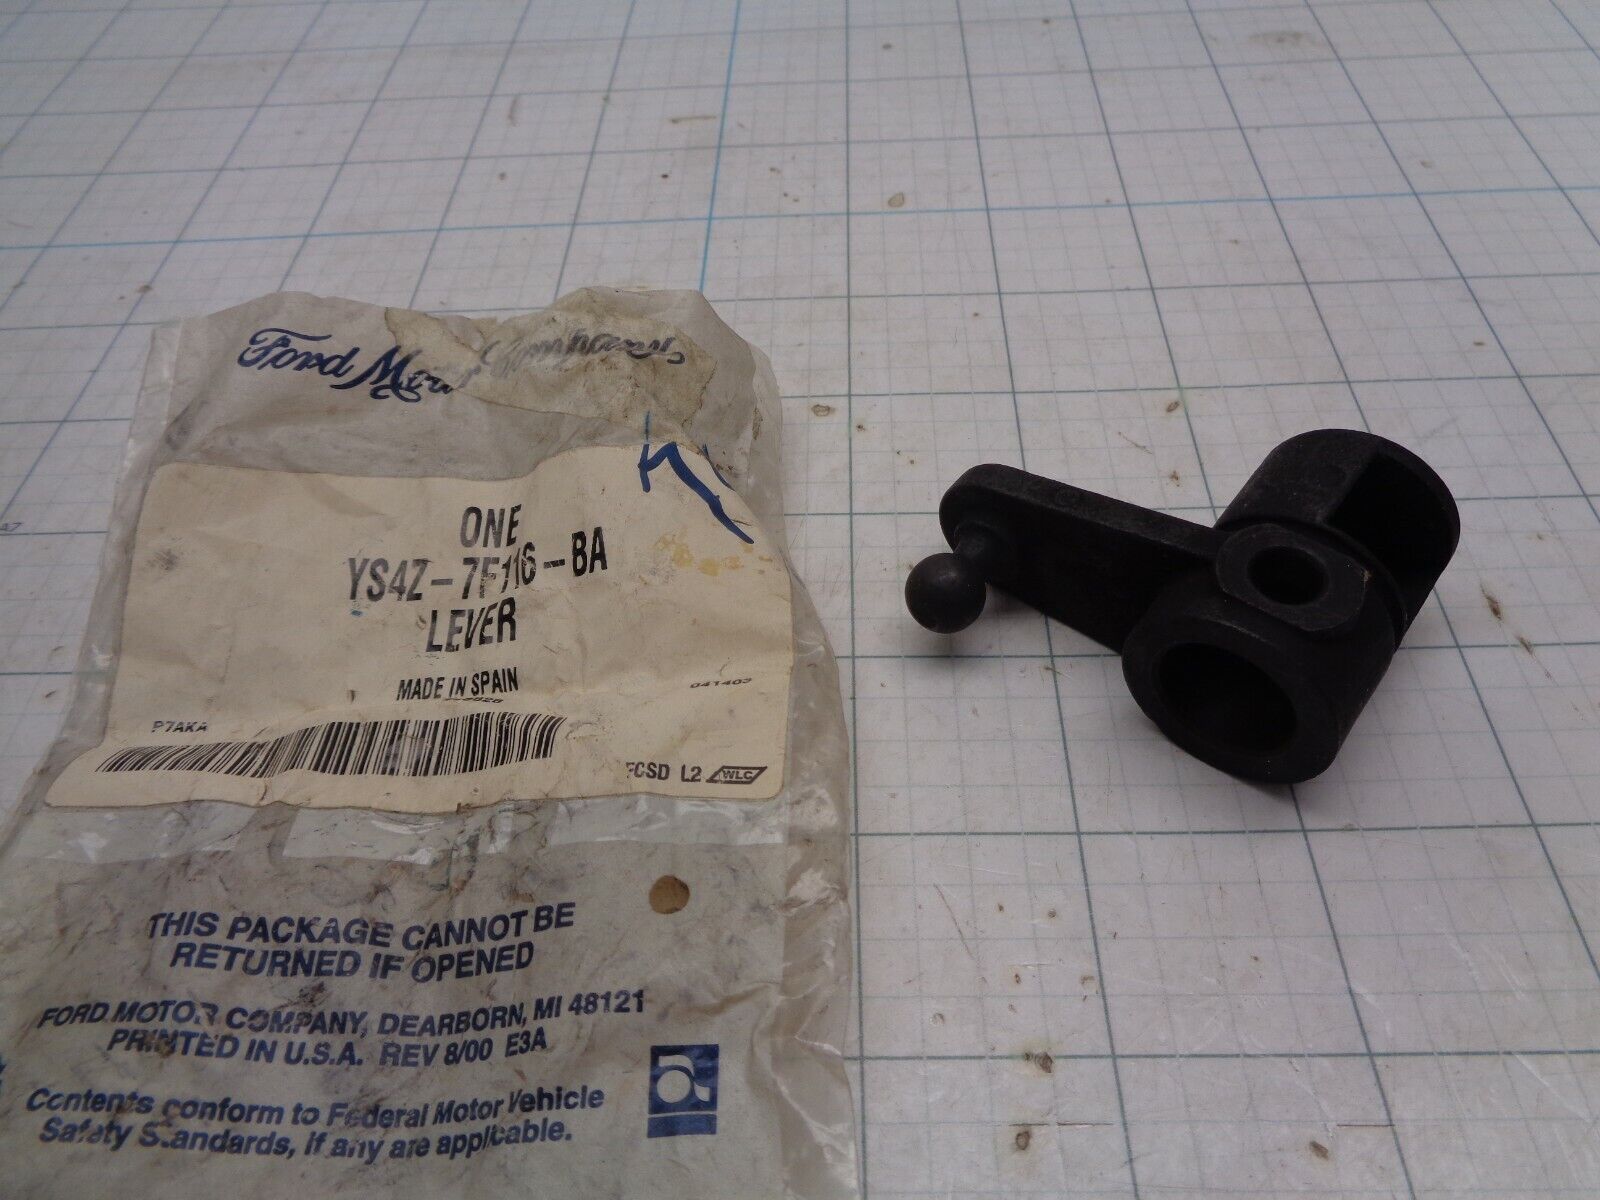 Ford Motor Company
ONE
YS4Z-7F116-BA
LEVER
MADE IN SPAIN
041403
P7AKA
FCSD L2 WLC
THIS PACKAGE CANNOT BE
RETURNED IF OPENED
FORD MOTOR COMPANY, DEARBORN, MI 48121
PRINTED IN U.S.A. REV 8/00 E3A
Contents conform to Federal Motor Vehicle
Safety Standards, if any are applicable.